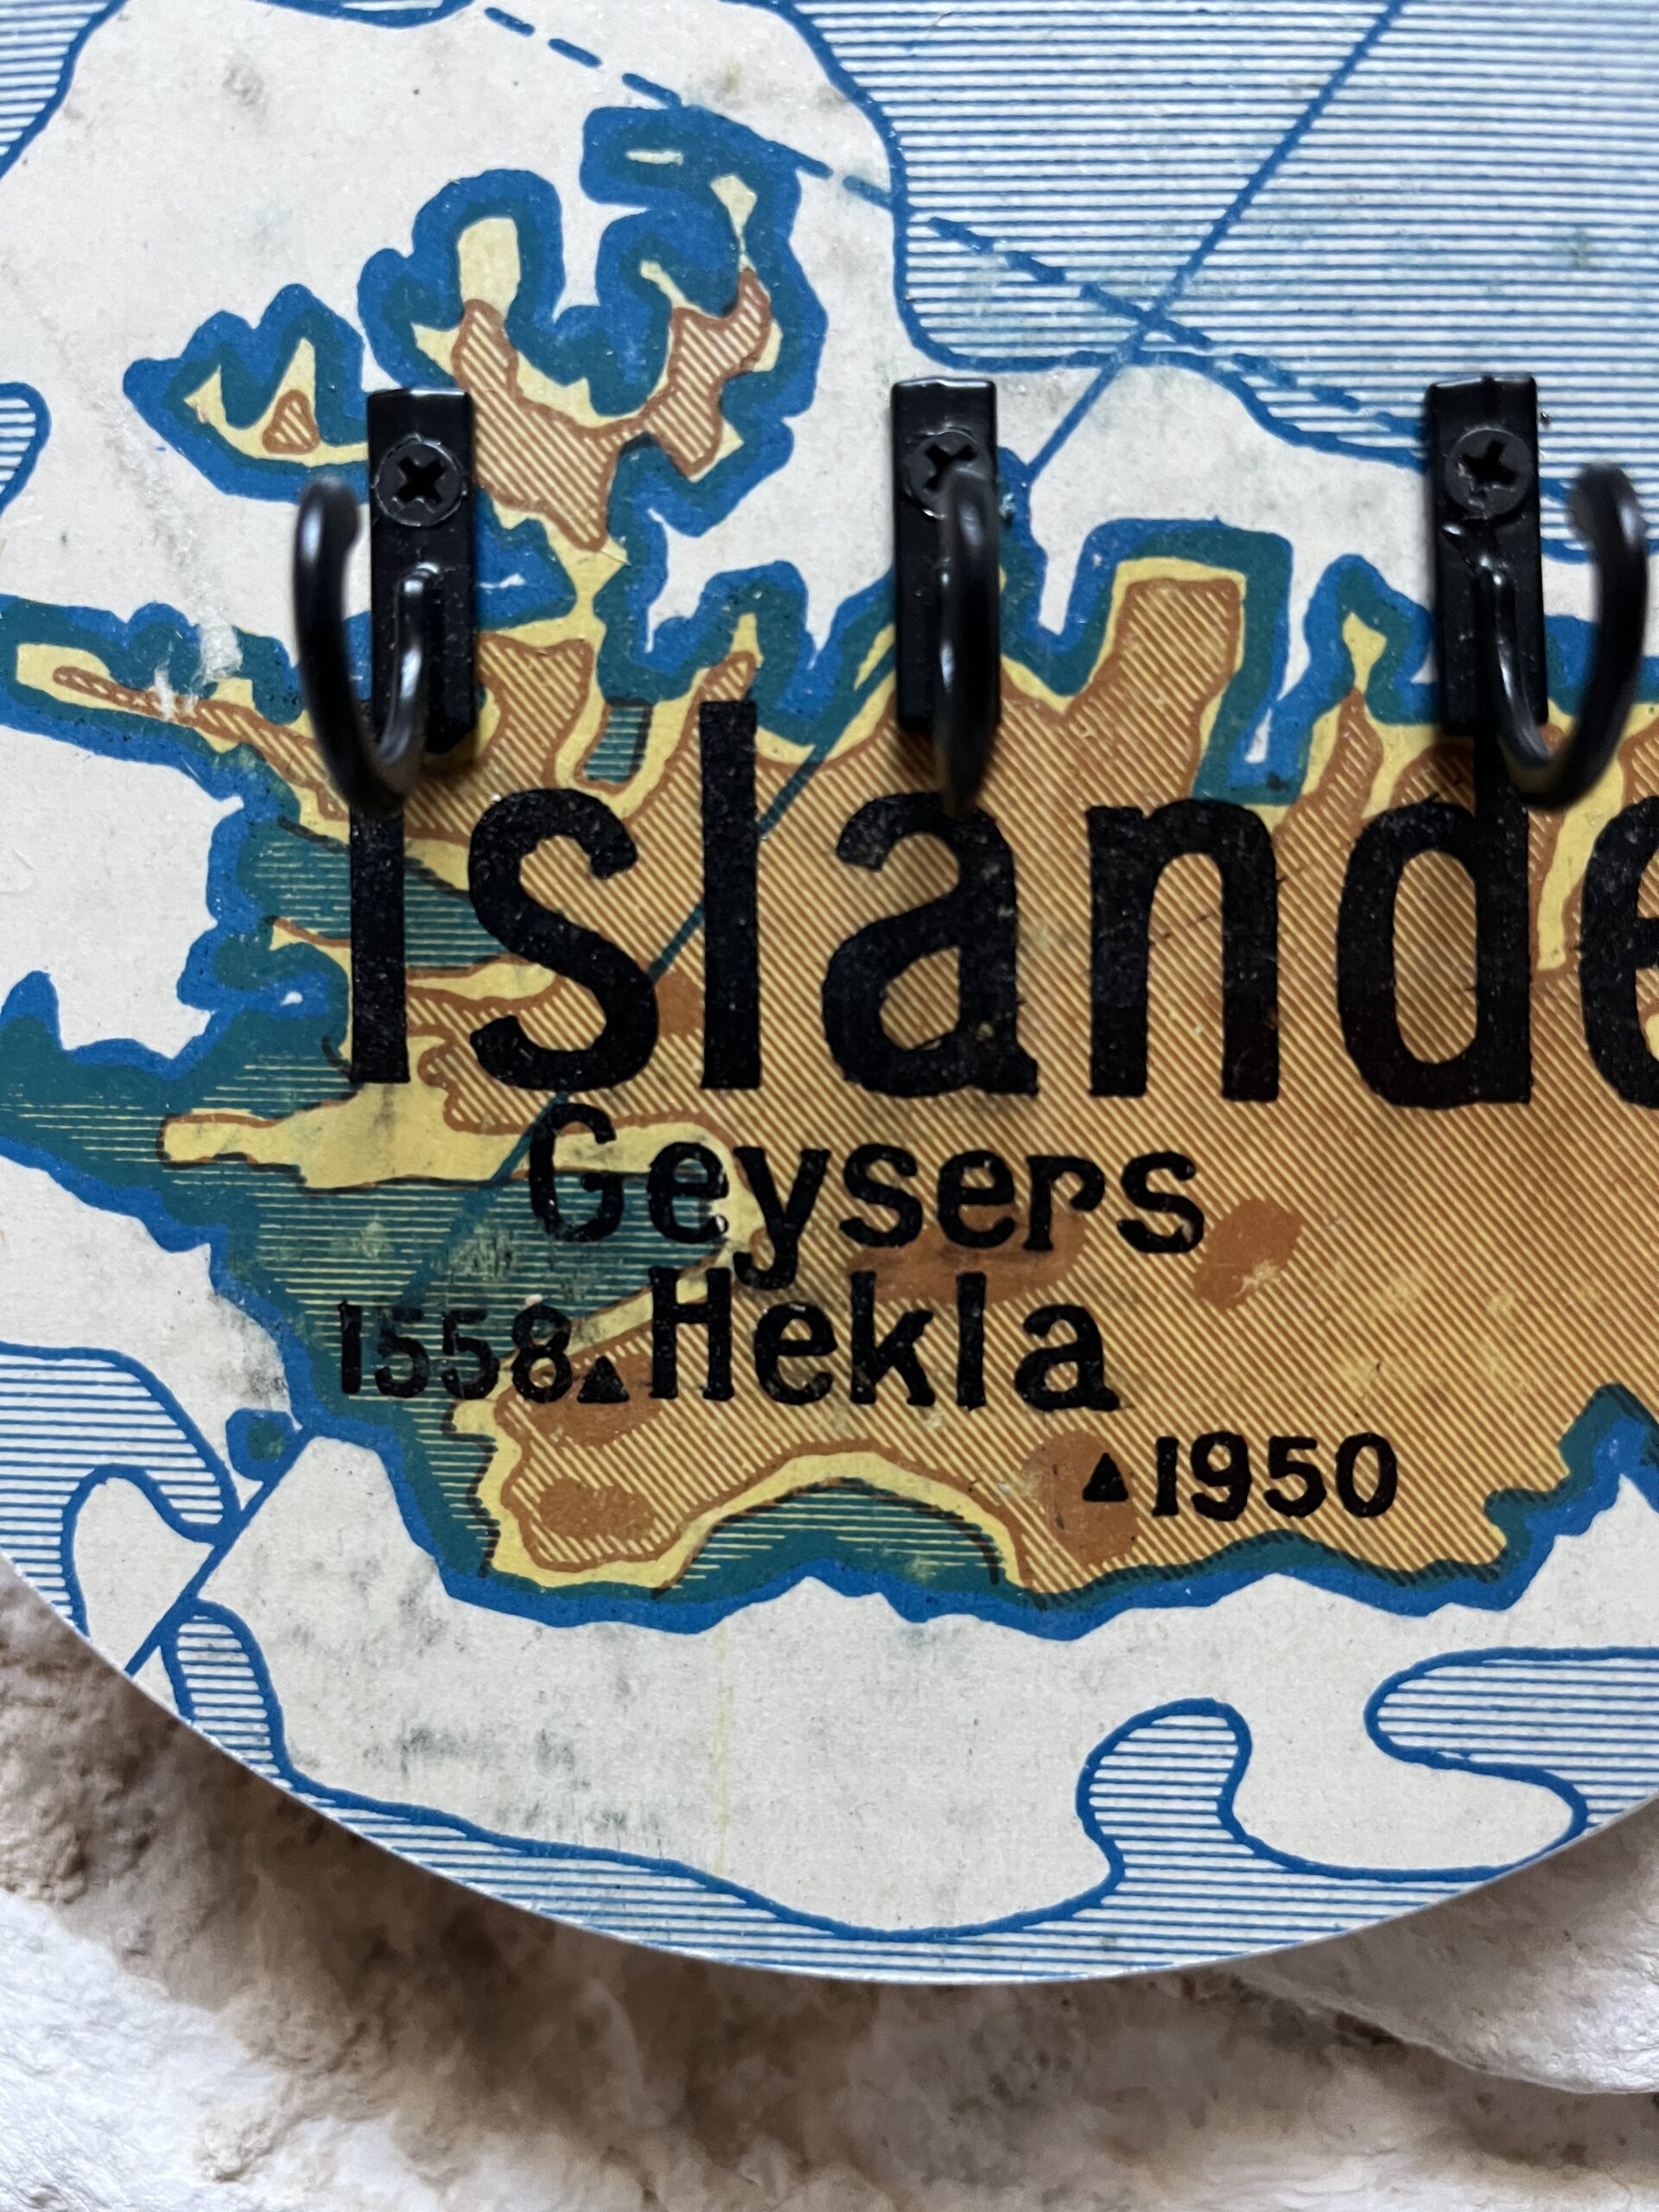 Islande
Geysers
1558▲Hekla
▲1950